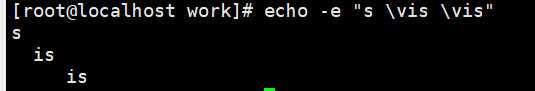 [root@localhost work]# echo -e "s \vis \vis"
s
is
is